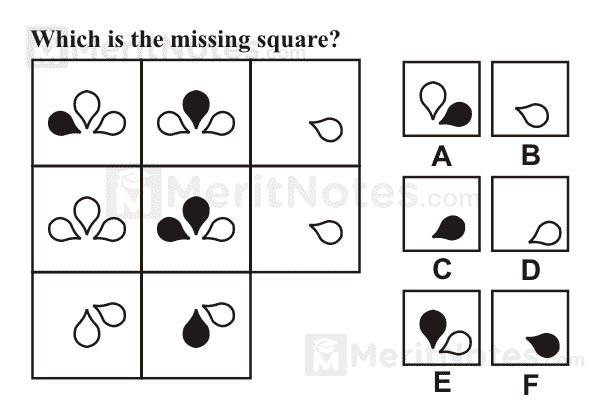 Which is the missing square?
MeritNotes.com
A B
MeritNotes.com
C D
MeritNotes.com
E F